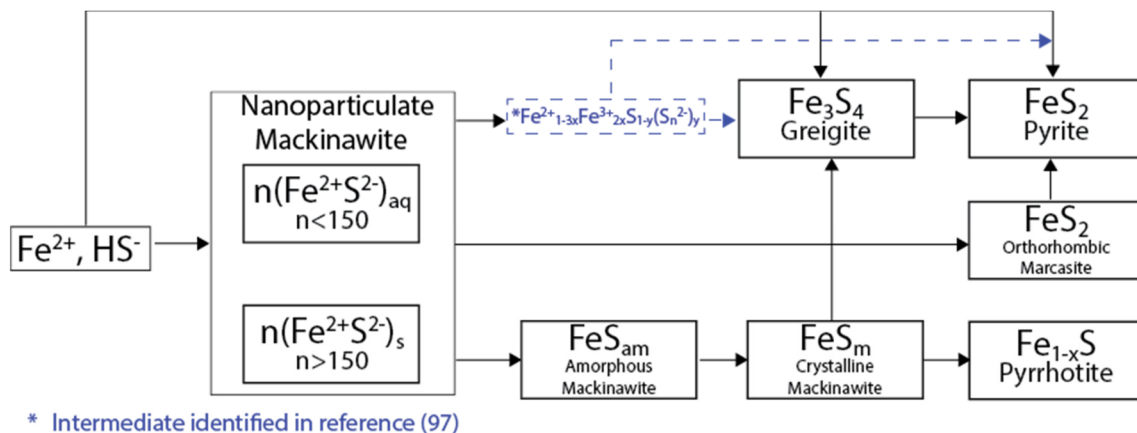 Nanoparticulate
Mackinawite
n(Fe²⁺S²⁻)aq
n<150
n(Fe²⁺S²⁻)s
n>150
Fe²⁺, HS⁻
*Fe²⁺₁₋₃ₓFe³⁺₂ₓS₁₋y(Sₙ²⁻)y
Fe₃S₄
Greigite
FeS₂
Pyrite
FeS₂
Orthorhombic
Marcasite
FeSam
Amorphous
Mackinawite
FeSm
Crystalline
Mackinawite
Fe₁₋ₓS
Pyrrhotite
* Intermediate identified in reference (97)